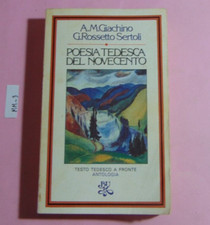 A.M. Giachino
G. Rossetto Sertoli
POESIA TEDESCA
DEL NOVECENTO
TESTO TEDESCO A FRONTE
ANTOLOGIA